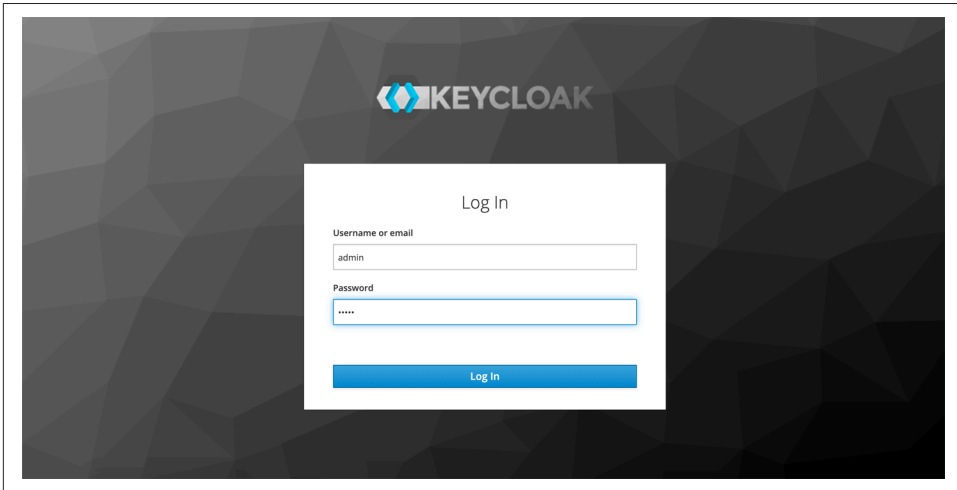 KEYCLOAK
Log In
Username or email
admin
Password
•••••
Log In